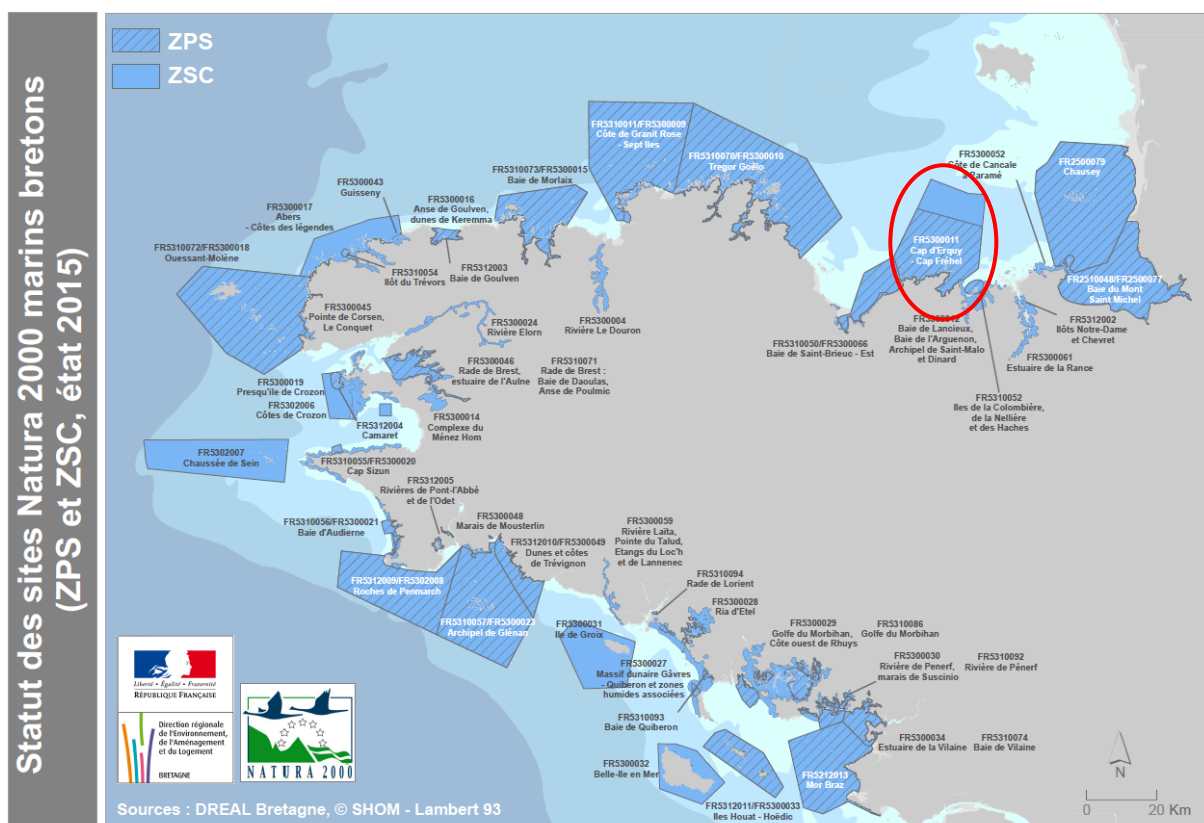 Statut des sites Natura 2000 marins bretons
(ZPS et ZSC, état 2015)
ZPS
ZSC
FR5310011/FR5300009
Côte de Granit Rose
- Sept Iles
FR5310070/FR5300010
Tregor Goëlo
FR5300052
Côte de Cancale
à Paramé
FR2500079
Chausey
FR5310073/FR5300015
Baie de Morlaix
FR5300043
Guisseny
FR5300016
Anse de Goulven,
dunes de Keremma
FR5300017
Abers
- Côtes des légendes
FR5310072/FR5300018
Ouessant-Molène
FR5300011
Cap d'Erquy
- Cap Fréhel
FR5310054
Ilôt du Trévors
FR5312003
Baie de Goulven
FR2510048/FR2500077
Baie du Mont
Saint Michel
FR5300045
Pointe de Corsen,
Le Conquet
FR5300024
Rivière Elorn
FR5300004
Rivière Le Douron
FR5310050/FR5300066
Baie de Saint-Brieuc - Est
FR5300012
Baie de Lancieux,
Baie de l'Arguenon,
Archipel de Saint-Malo
et Dinard
FR5312002
Ilôts Notre-Dame
et Chevret
FR5300061
Estuaire de la Rance
FR5300046
Rade de Brest,
estuaire de l'Aulne
FR5310071
Rade de Brest :
Baie de Daoulas,
Anse de Poulmic
FR5300019
Presqu'ile de Crozon
FR5302006
Côtes de Crozon
FR5312004
Camaret
FR5300014
Complexe du
Ménez Hom
FR5310052
Iles de la Colombière,
de la Nellière
et des Haches
FR5302007
Chaussée de Sein
FR5310055/FR5300020
Cap Sizun
FR5312005
Rivières de Pont-l'Abbé
et de l'Odet
FR5310056/FR5300021
Baie d'Audierne
FR5300048
Marais de Mousterlin
FR5312010/FR5300049
Dunes et côtes
de Trévignon
FR5300059
Rivière Laïta,
Pointe du Talud,
Etangs du Loc'h
et de Lannenec
FR5310094
Rade de Lorient
FR5312009/FR5302008
Roches de Penmarch
FR5310057/FR5300023
Archipel de Glénan
FR5300031
Ile de Groix
FR5300028
Ria d'Etel
FR5300029
Golfe du Morbihan,
Côte ouest de Rhuys
FR5310086
Golfe du Morbihan
FR5300030
Rivière de Penerf,
marais de Suscinio
FR5310092
Rivière de Pénerf
FR5300027
Massif dunaire Gâvres
- Quiberon et zones
humides associées
FR5310093
Baie de Quiberon
FR5300034
Estuaire de la Vilaine
FR5310074
Baie de Vilaine
FR5300032
Belle-Ile en Mer
FR5212013
Mor Braz
FR5312011/FR5300033
Iles Houat - Hoëdic
Liberté • Égalité • Fraternité
RÉPUBLIQUE FRANÇAISE
Direction régionale
de l'Environnement,
de l'Aménagement
et du Logement
BRETAGNE
NATURA 2000
Sources : DREAL Bretagne, © SHOM - Lambert 93
N
0
20 Km